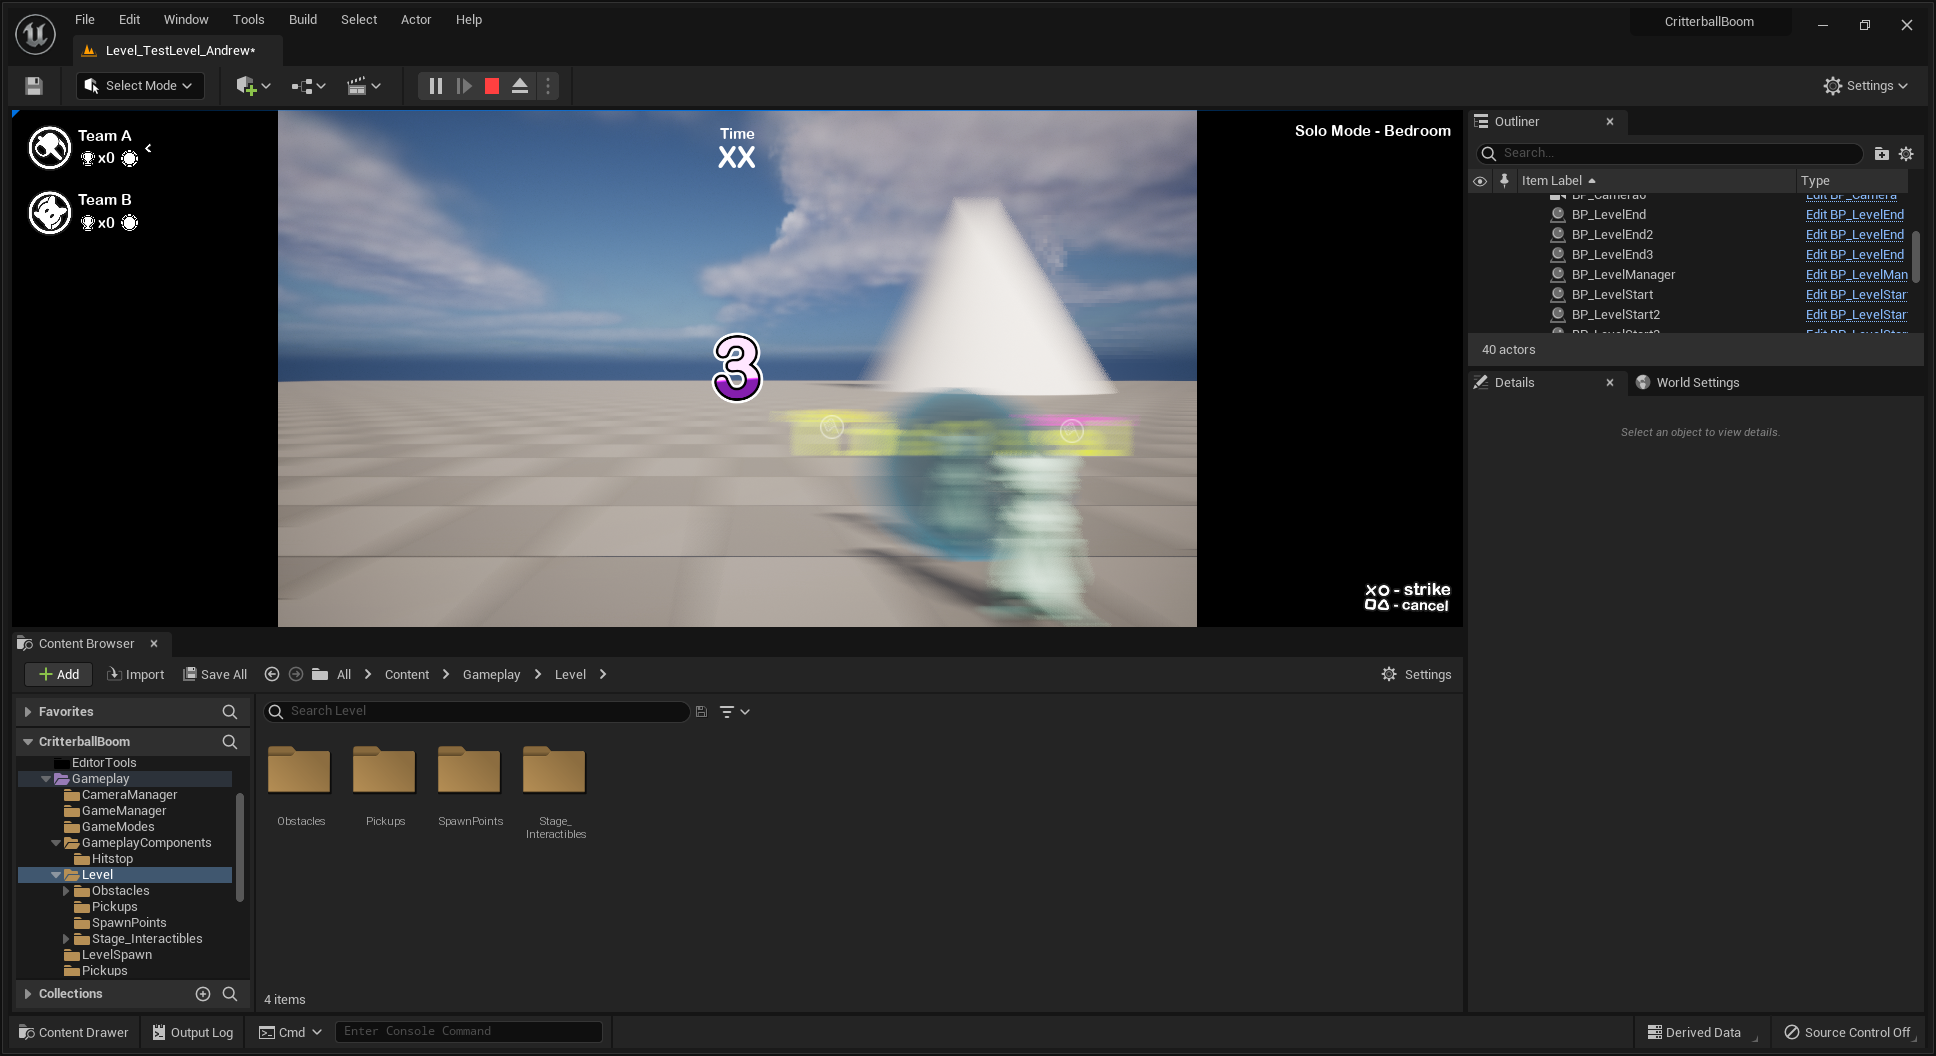 File Edit Window Tools Build Select Actor Help
CritterballBoom
Level_TestLevel_Andrew*
Select Mode
Settings
Team A
x0
Team B
x0
Time
XX
Solo Mode - Bedroom
3
- strike
- cancel
Outliner
Search...
Item Label Type
BP_Camera6 Edit BP_Camera
BP_LevelEnd Edit BP_LevelEnd
BP_LevelEnd2 Edit BP_LevelEnd
BP_LevelEnd3 Edit BP_LevelEnd
BP_LevelManager Edit BP_LevelMan
BP_LevelStart Edit BP_LevelStar
BP_LevelStart2 Edit BP_LevelStar
40 actors
Details World Settings
Select an object to view details.
Content Browser
Add Import Save All All Content Gameplay Level Settings
Favorites
Search Level
CritterballBoom
EditorTools
Gameplay
CameraManager
GameManager
GameModes
GameplayComponents
Hitstop
Level
Obstacles
Pickups
SpawnPoints
Stage_Interactibles
LevelSpawn
Pickups
Collections
Obstacles Pickups SpawnPoints Stage_
Interactibles
4 items
Content Drawer Output Log Cmd Enter Console Command Derived Data Source Control Off